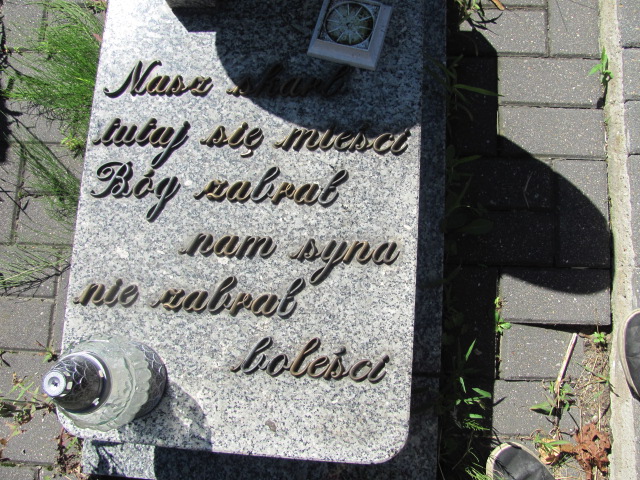 Nasz skarb
tutaj się mieści
Bóg zabrał
nam syna
nie zabrał
boleści